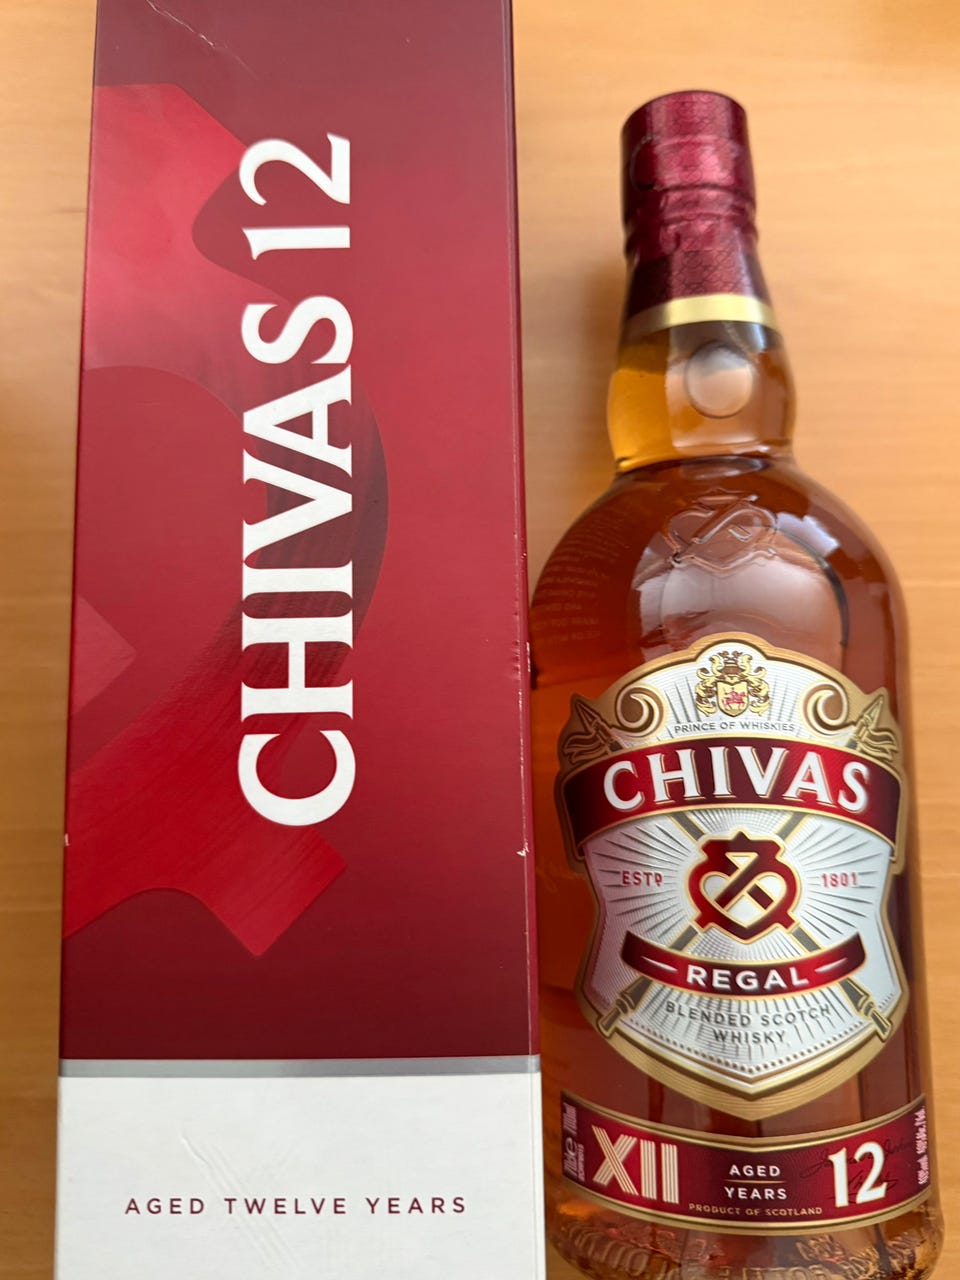 CHIVAS 12
AGED TWELVE YEARS
PRINCE OF WHISKIES
CHIVAS
ESTD 1801
REGAL
BLENDED SCOTCH
WHISKY
XII
AGED
YEARS
12
PRODUCT OF SCOTLAND